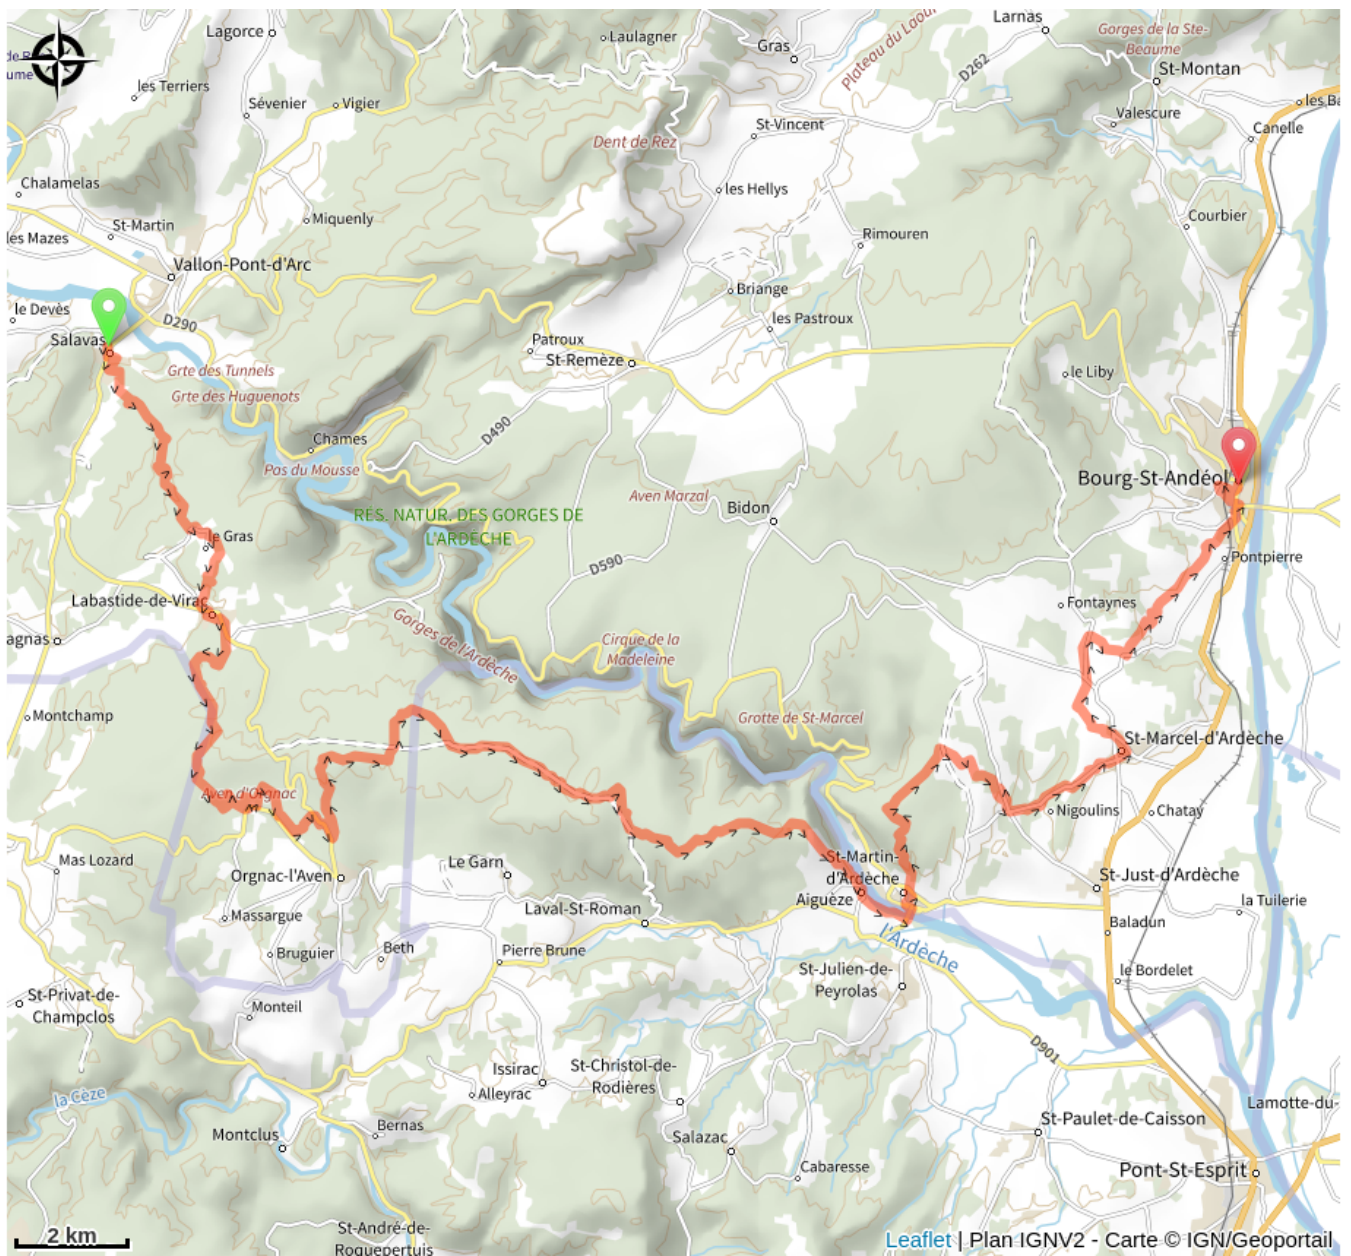 Lagorce
Laulagner
Gras
Larnas
Gorges de la Ste-
Beaume
Plateau du Laoul
D262
St-Montan
les Terriers
Sévenier
Vigier
Valescure
les Ba
Canelle
St-Vincent
Dent de Rez
Chalamelas
les Hellys
St-Martin
Miquenly
Courbier
les Mazes
Rimouren
Vallon-Pont-d'Arc
Briange
le Devès
D290
les Pastroux
Salavas
Patroux
St-Remèze
le Liby
Grte des Tunnels
Grte des Huguenots
D490
Chames
Pas du Mousse
Bourg-St-Andéol
Aven Marzal
Bidon
RÉS. NATUR. DES GORGES DE
L'ARDÈCHE
le Gras
D590
Pontpierre
Labastide-de-Virac
Fontaynes
agnas
Gorges de l'Ardèche
Cirque de la
Madeleine
Montchamp
Grotte de St-Marcel
St-Marcel-d'Ardèche
Aven d'Orgnac
Nigoulins
Chatay
Mas Lozard
Le Garn
St-Martin-
d'Ardèche
Orgnac-l'Aven
St-Just-d'Ardèche
Aiguèze
la Tuilerie
Massargue
Laval-St-Roman
Baladun
Bruguier
Beth
Pierre Brune
l'Ardèche
St-Julien-de-
Peyrolas
le Bordelet
St-Privat-de-
Champclos
Monteil
D901
Issirac
St-Christol-de-
Rodières
Alleyrac
la Cèze
Lamotte-du-
Montclus
Bernas
St-Paulet-de-Caisson
Salazac
Cabaresse
Pont-St-Esprit
St-André-de-
Roquepertuis
2 km
Leaflet | Plan IGNV2 - Carte © IGN/Geoportail